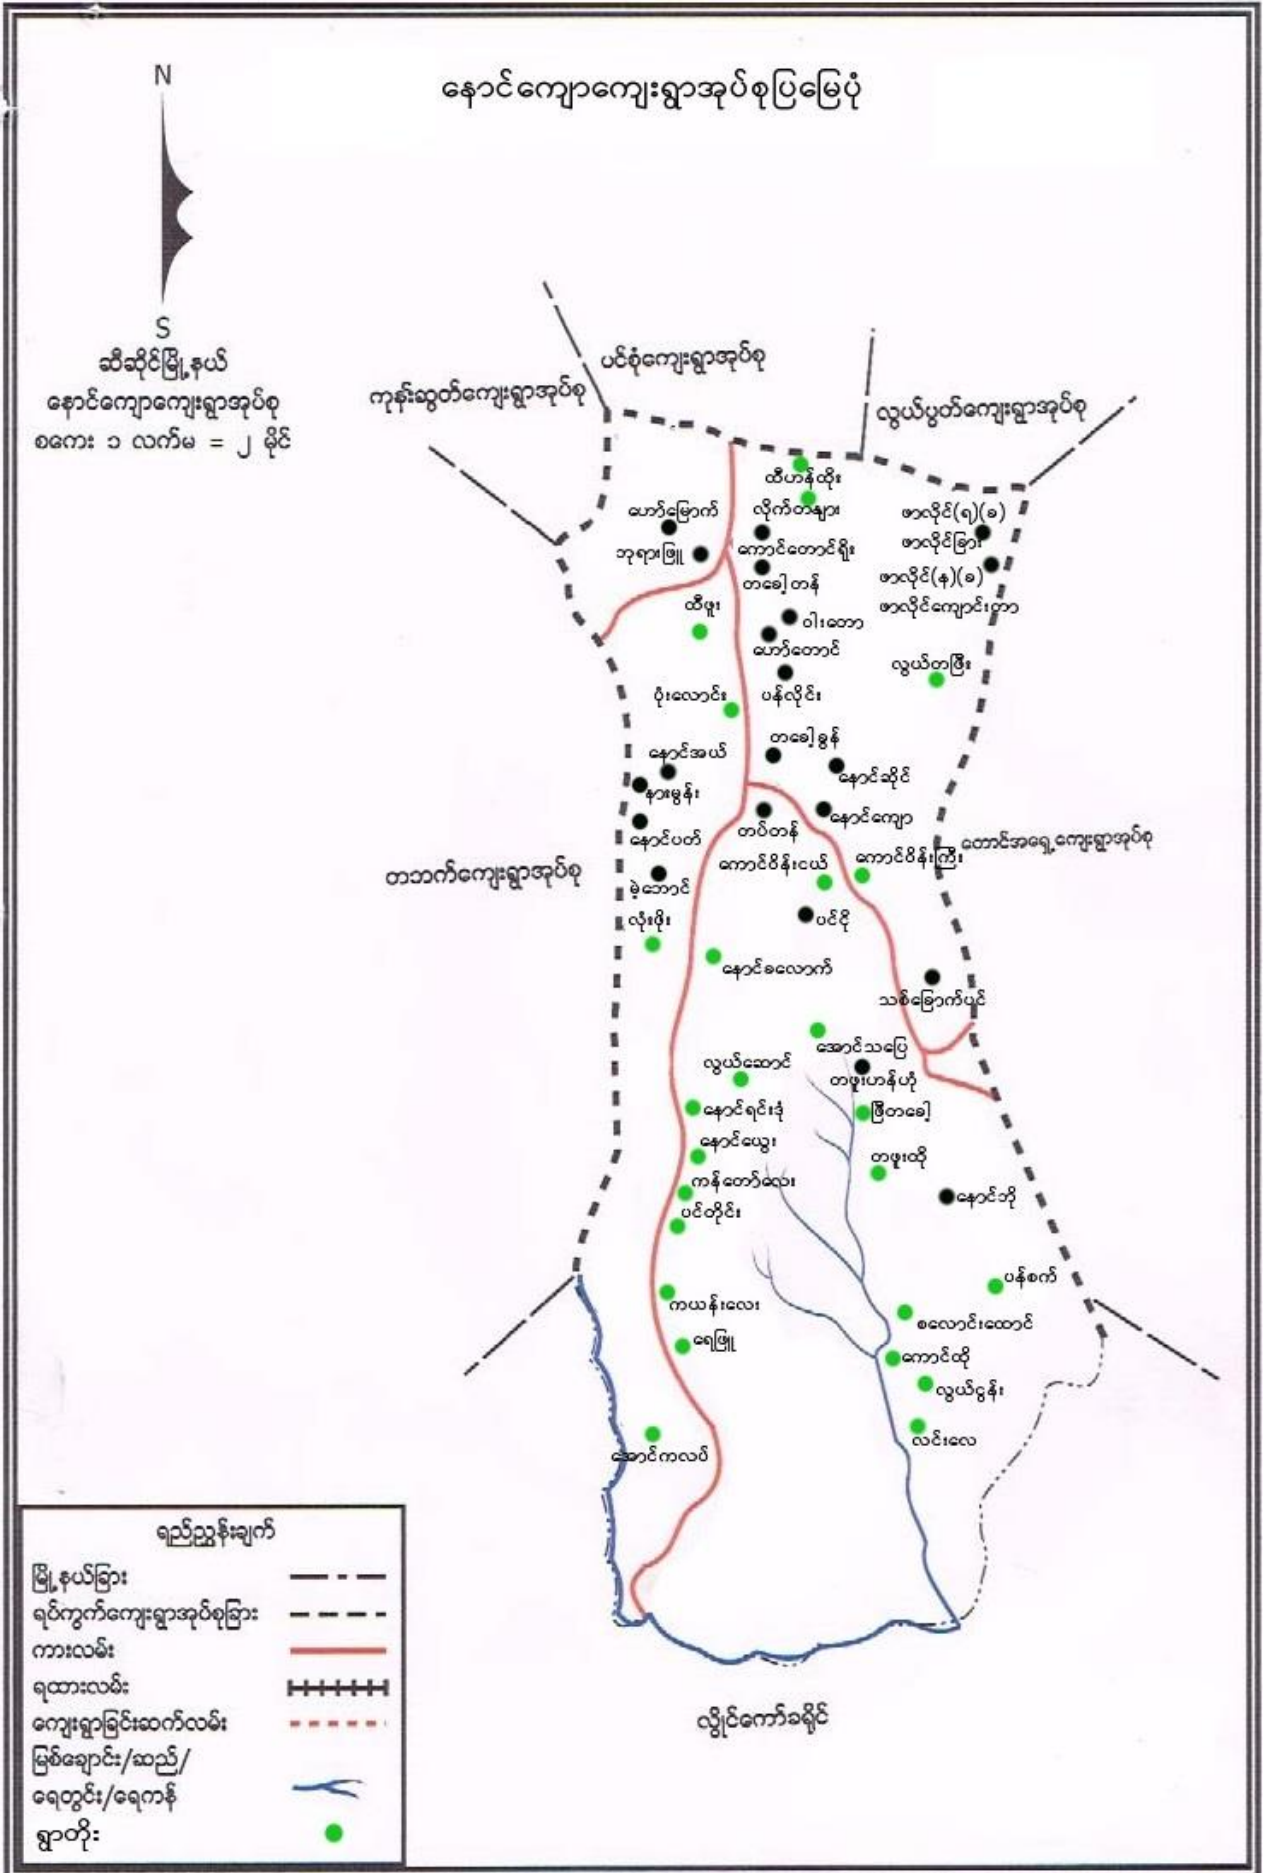 နောင်ကျောကျေးရွာအုပ်စုပြမြေပုံ
N
S
ဆီဆိုင်မြို့နယ်
နောင်ကျောကျေးရွာအုပ်စု
စကေး ၁ လက်မ = ၂ မိုင်
ပင်စုံကျေးရွာအုပ်စု
ကုန်းဆွတ်ကျေးရွာအုပ်စု
လွယ်ပွတ်ကျေးရွာအုပ်စု
ထီဟန်ထိုး
လိုက်တများ
ဟော်မြောက်
ဖာလိုင်(ရ)(ခ)
ဖာလိုင်ခြား
ဘုရားဖြူ
ကောင်တောင်ရိုး
တခေါ့တန်
ဖာလိုင်(န)(ခ)
ဖာလိုင်ကျောင်းတာ
ထီဖူး
ဝါးတော
ဟော်တောင်
လွယ်တဖြီး
ပုံးလောင်း
ပန်လိုင်း
တခေါ့ခွန်
နောင်အယ်
နောင်ဆိုင်
နားမွန်း
နောင်ကျော
တပ်တန်
နောင်ပတ်
တောင်အရှေ့ကျေးရွာအုပ်စု
ကောင်ဝိန်းငယ်
ကောင်ဝိန်းကြီး
တဘက်ကျေးရွာအုပ်စု
မဲ့ဘောင်
လုံးဖိုး
ပင်ငို
နောင်ခလောက်
သစ်ခြောက်ပင်
အောင်သပြေ
လွယ်ဆောင်
တဖူးဟန်ဟုံ
နောင်ရင်းဒုံ
ဖြီတခေါ့
နောင်ယွေး
တဖူးထို
ကန်တော်လေး
နောင်ဘို
ပင်တိုင်း
ပန်စက်
ကယန်းလေး
စလောင်းထောင်
ရေဖြူ
ကောင်ထို
လွယ်ငွန်း
လင်းလေ
အောင်ကလပ်
လွိုင်ကော်ခရိုင်
ရည်ညွှန်းချက်
မြို့နယ်ခြား
ရပ်ကွက်ကျေးရွာအုပ်စုခြား
ကားလမ်း
ရထားလမ်း
ကျေးရွာခြင်းဆက်လမ်း
မြစ်ချောင်း/ဆည်/
ရေတွင်း/ရေကန်
ရွာတိုး